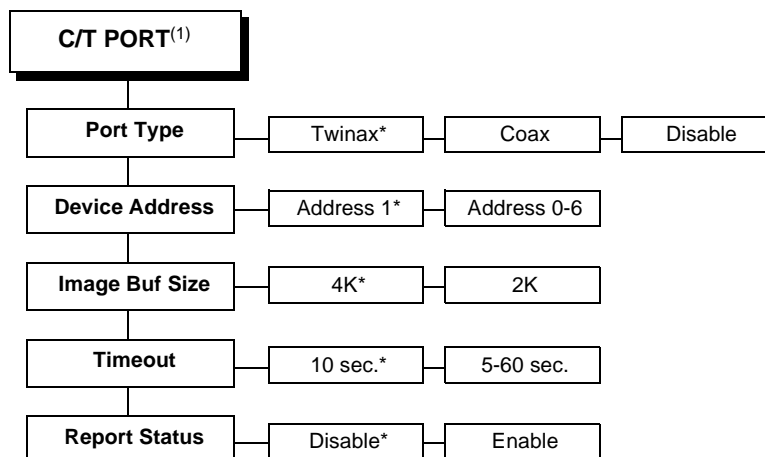 C/T PORT(1)
Port Type Twinax* Coax Disable
Device Address Address 1* Address 0-6
Image Buf Size 4K* 2K
Timeout 10 sec.* 5-60 sec.
Report Status Disable* Enable